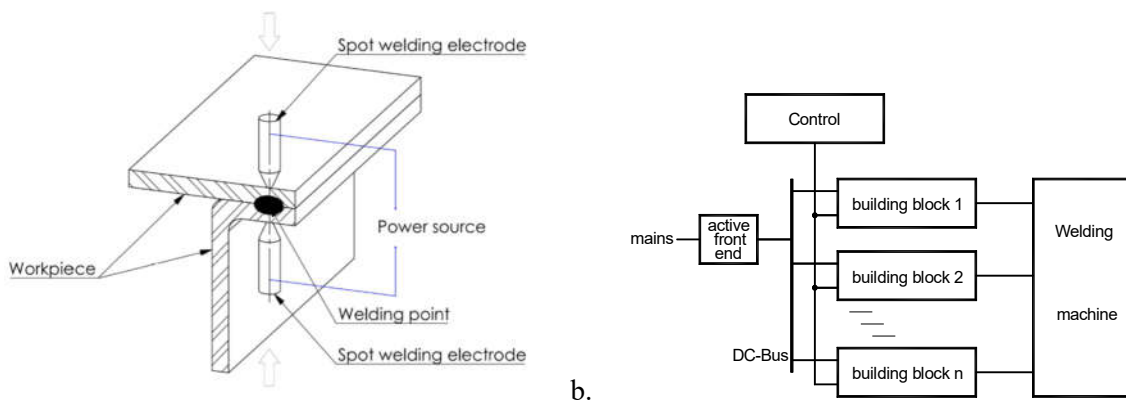 Spot welding electrode
Power source
Workpiece
Welding point
Spot welding electrode
b.
Control
mains
active
front
end
DC-Bus
building block 1
building block 2
building block n
Welding
machine